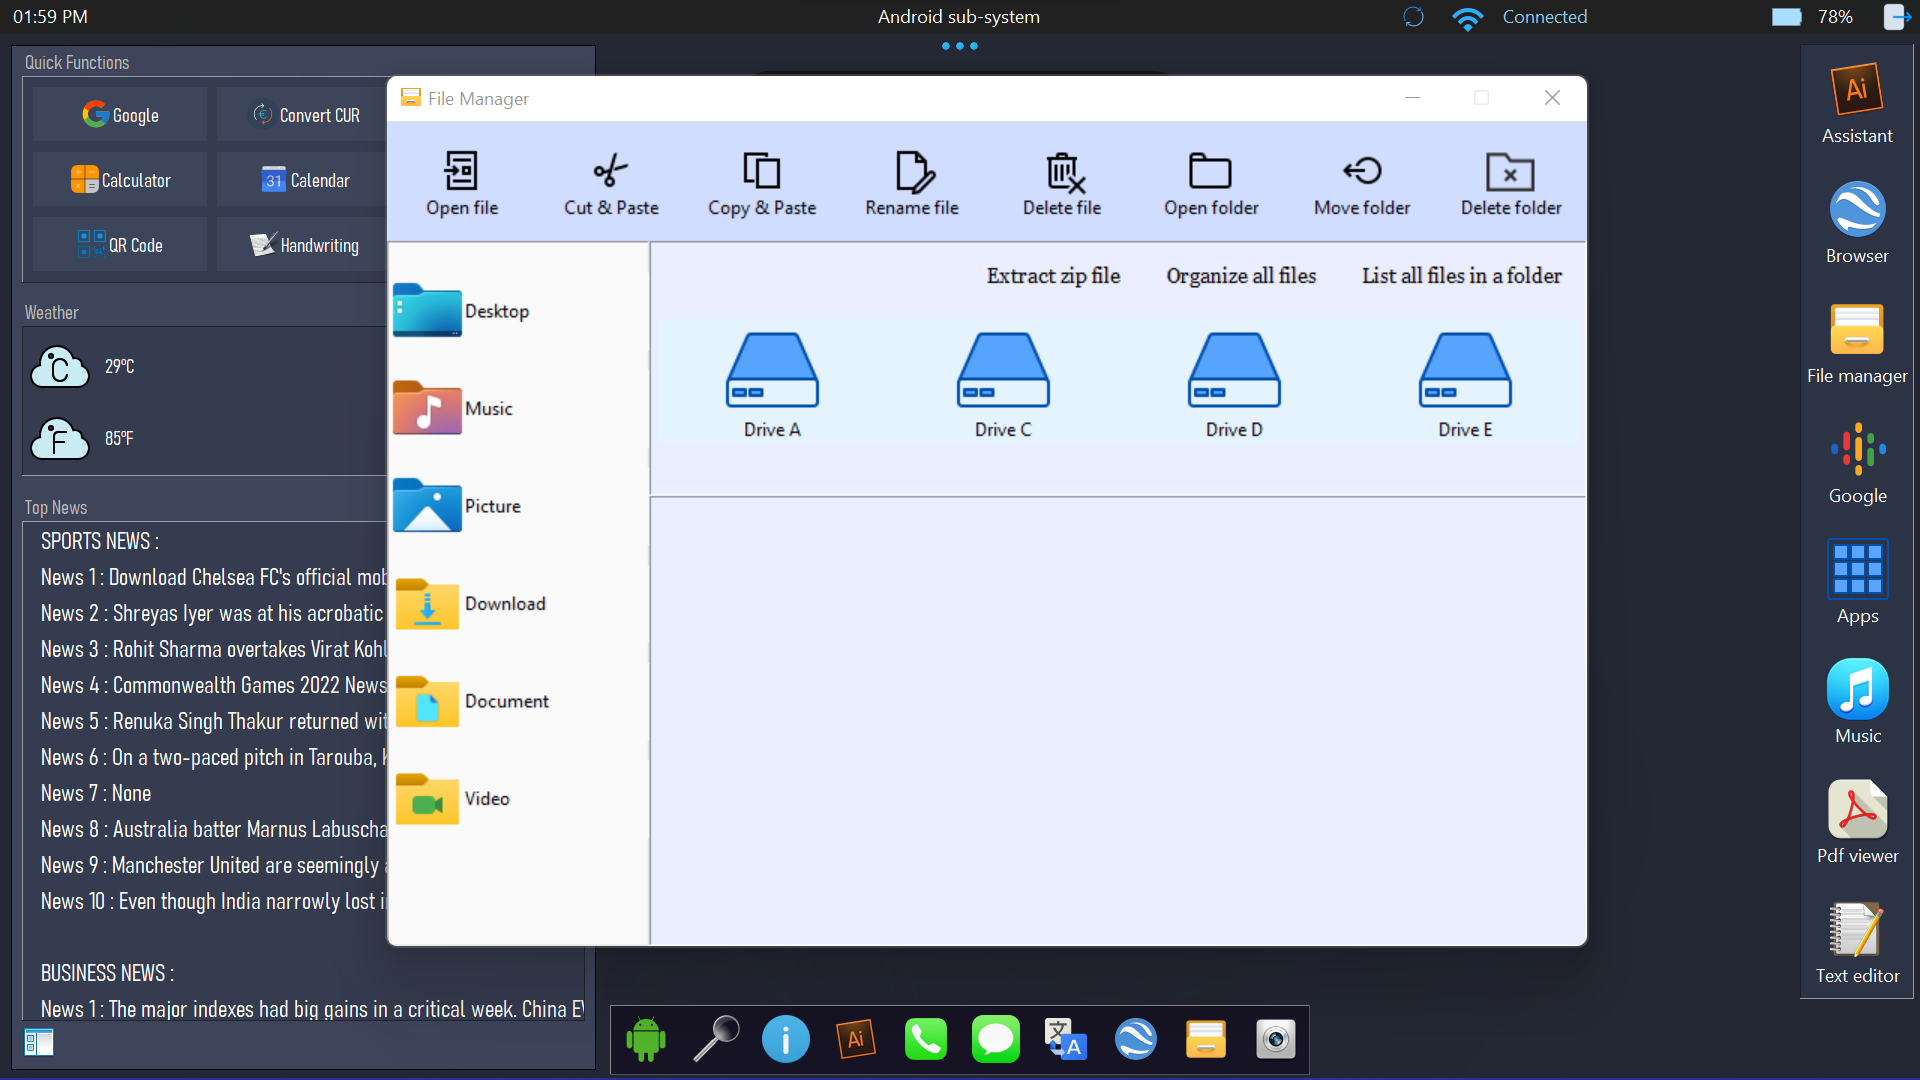 01:59 PM
Android sub-system
Connected
78%
Quick Functions
Google
Convert CUR
Calculator
31
Calendar
QR Code
Handwriting
Weather
C
29°C
F
85°F
Top News
SPORTS NEWS :
News 1 : Download Chelsea FC's official mob
News 2 : Shreyas Iyer was at his acrobatic
News 3 : Rohit Sharma overtakes Virat Kohl
News 4 : Commonwealth Games 2022 News
News 5 : Renuka Singh Thakur returned wit
News 6 : On a two-paced pitch in Tarouba, K
News 7 : None
News 8 : Australia batter Marnus Labuscha
News 9 : Manchester United are seemingly a
News 10 : Even though India narrowly lost i
BUSINESS NEWS :
News 1 : The major indexes had big gains in a critical week. China EV
File Manager
Open file
Cut & Paste
Copy & Paste
Rename file
Delete file
Open folder
Move folder
Delete folder
Desktop
Music
Picture
Download
Document
Video
Extract zip file
Organize all files
List all files in a folder
Drive A
Drive C
Drive D
Drive E
Ai
Assistant
Browser
File manager
Google
Apps
Music
Pdf viewer
Text editor
i
Ai
文
A